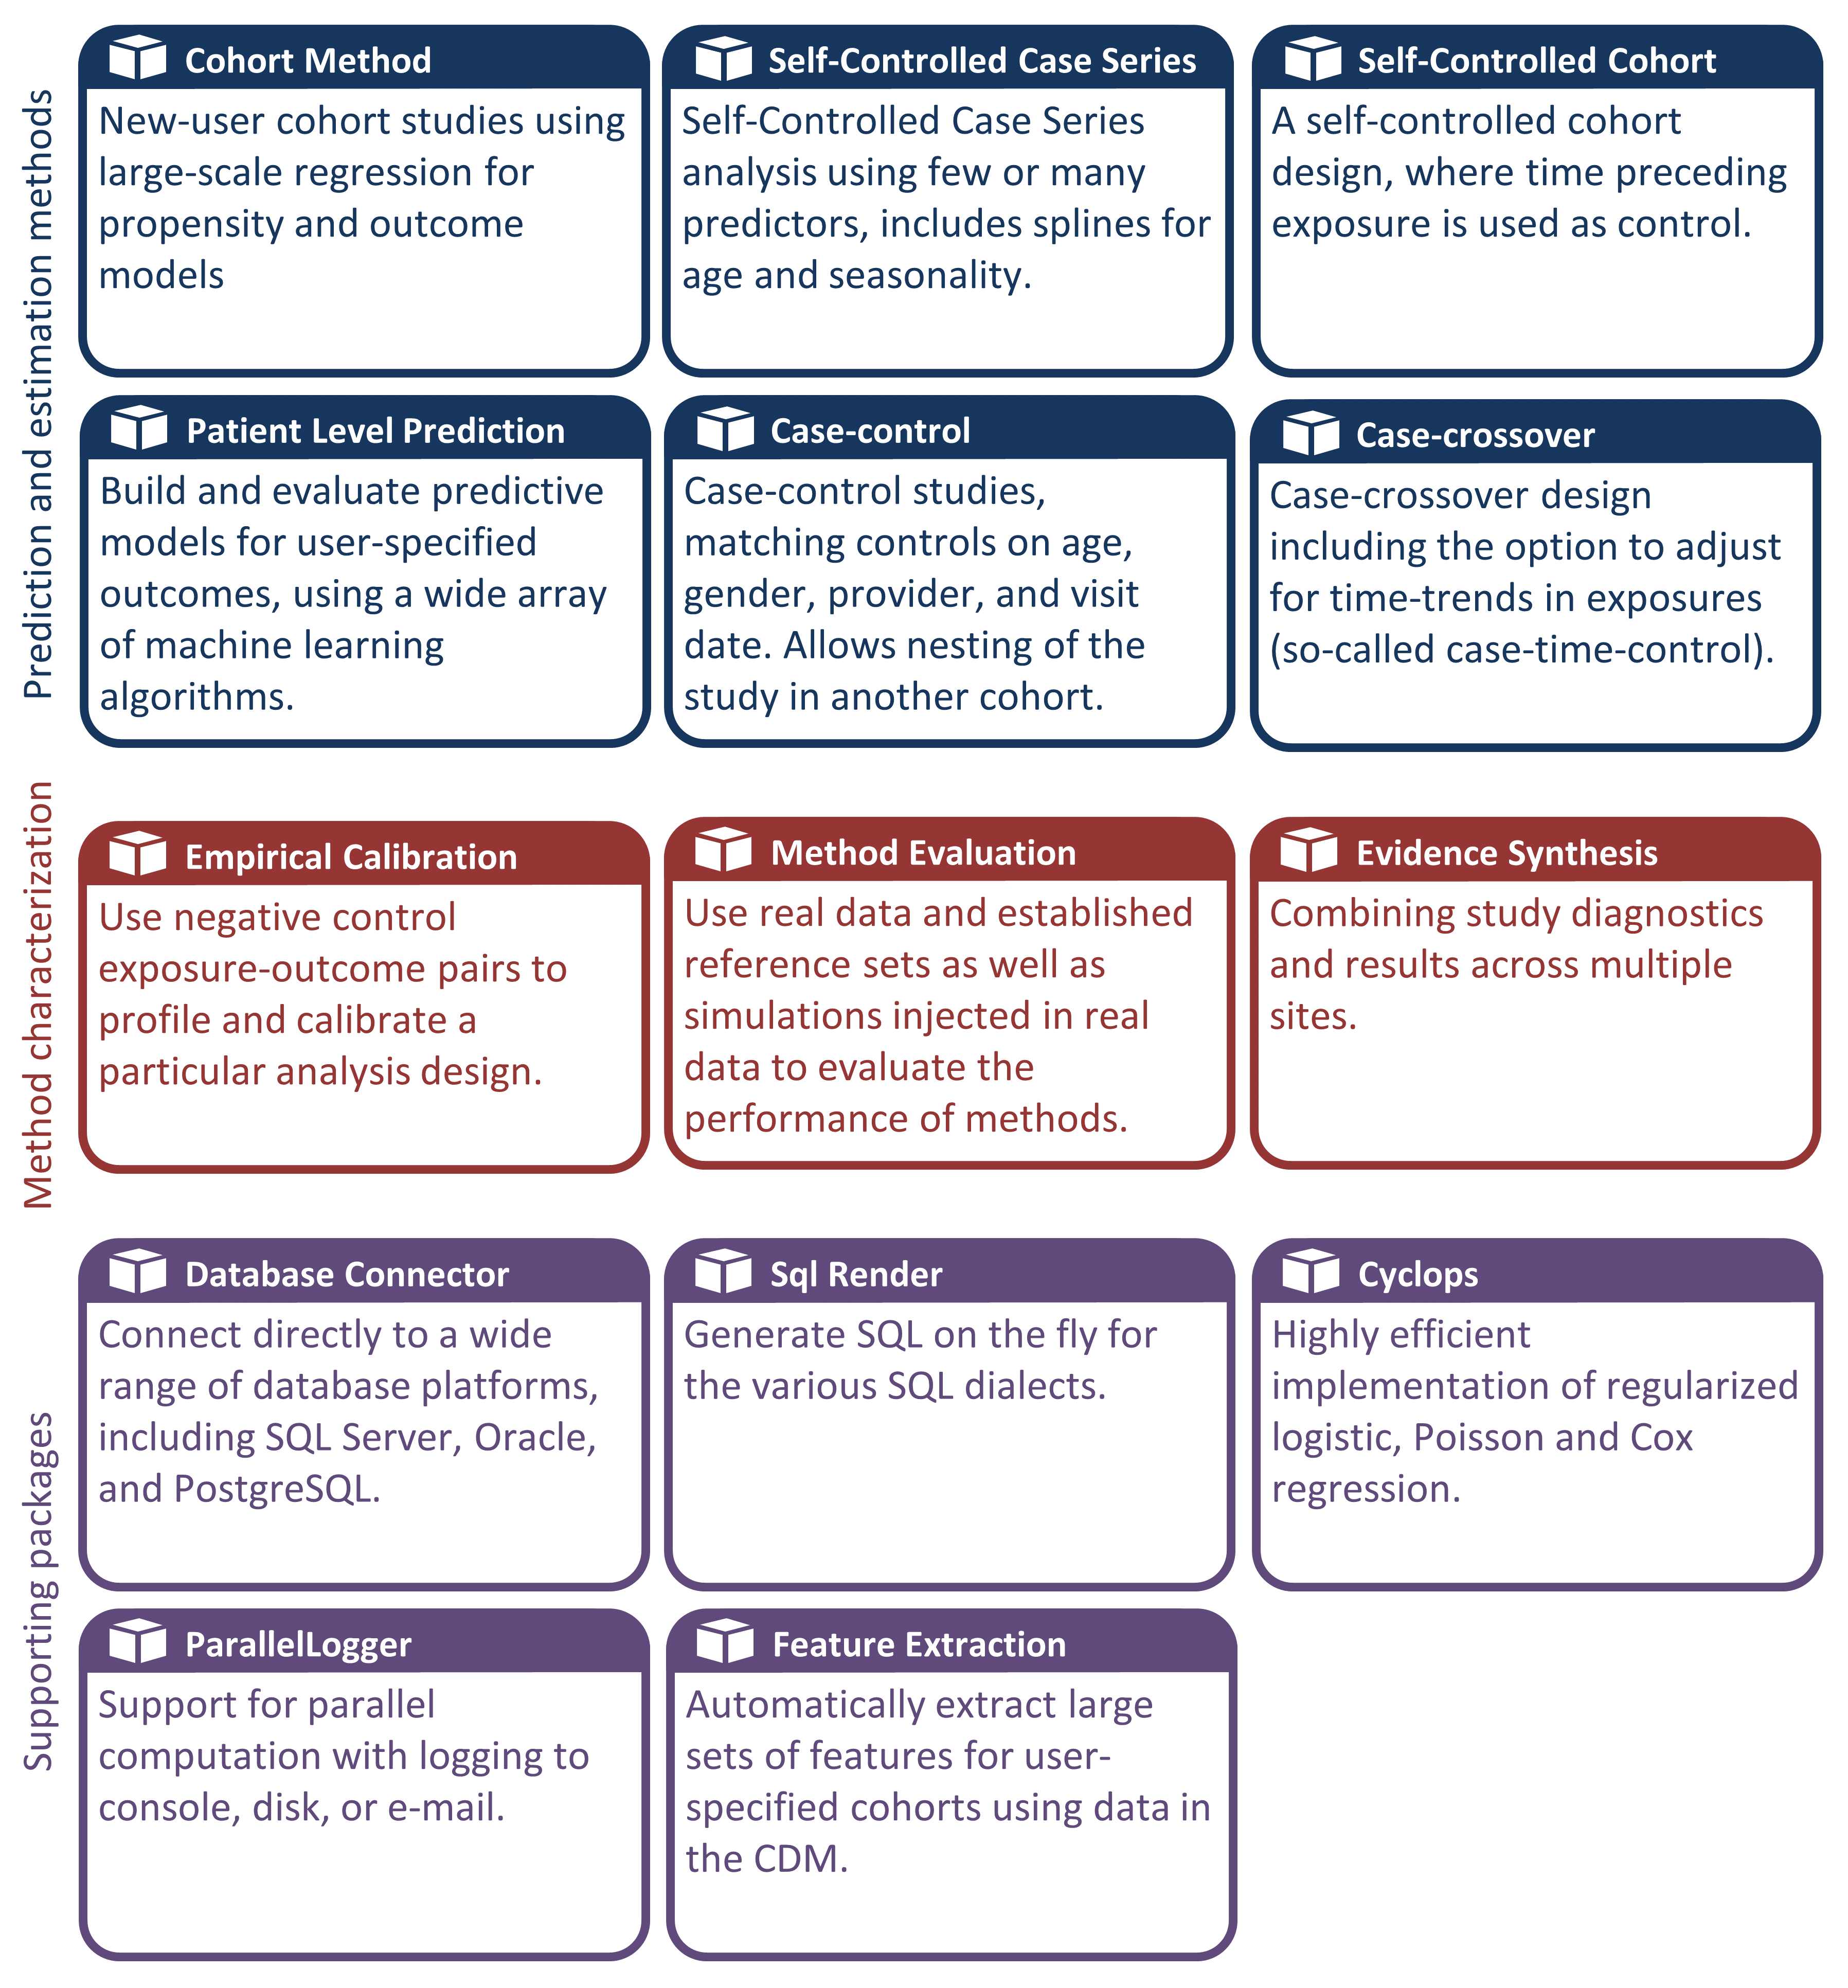 Prediction and estimation methods
Cohort Method
New-user cohort studies using
large-scale regression for
propensity and outcome
models
Self-Controlled Case Series
Self-Controlled Case Series
analysis using few or many
predictors, includes splines for
age and seasonality.
Self-Controlled Cohort
A self-controlled cohort
design, where time preceding
exposure is used as control.
Patient Level Prediction
Build and evaluate predictive
models for user-specified
outcomes, using a wide array
of machine learning
algorithms.
Case-control
Case-control studies,
matching controls on age,
gender, provider, and visit
date. Allows nesting of the
study in another cohort.
Case-crossover
Case-crossover design
including the option to adjust
for time-trends in exposures
(so-called case-time-control).
Method characterization
Empirical Calibration
Use negative control
exposure-outcome pairs to
profile and calibrate a
particular analysis design.
Method Evaluation
Use real data and established
reference sets as well as
simulations injected in real
data to evaluate the
performance of methods.
Evidence Synthesis
Combining study diagnostics
and results across multiple
sites.
Supporting packages
Database Connector
Connect directly to a wide
range of database platforms,
including SQL Server, Oracle,
and PostgreSQL.
Sql Render
Generate SQL on the fly for
the various SQL dialects.
Cyclops
Highly efficient
implementation of regularized
logistic, Poisson and Cox
regression.
ParallelLogger
Support for parallel
computation with logging to
console, disk, or e-mail.
Feature Extraction
Automatically extract large
sets of features for user-
specified cohorts using data in
the CDM.